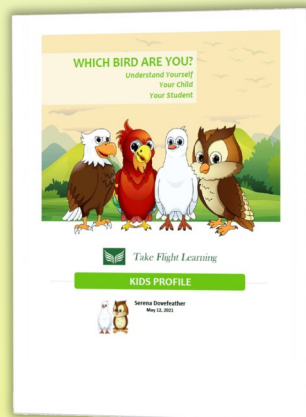 WHICH BIRD ARE YOU?
Understand Yourself
Your Child
Your Student
Take Flight Learning
KIDS PROFILE
Serena Dovefeather
May 12, 2021